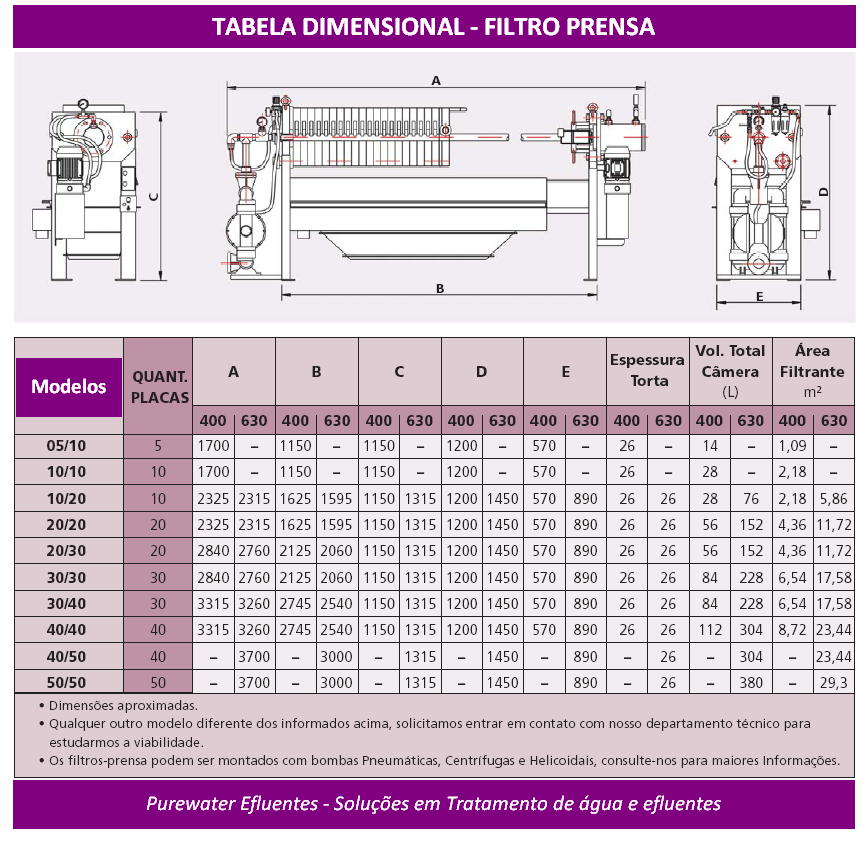 TABELA DIMENSIONAL - FILTRO PRENSA
A
C
B
D
E
Modelos QUANT. PLACAS A B C D E Espessura Torta Vol. Total Câmera (L) Área Filtrante m²
400 630 400 630 400 630 400 630 400 630 400 630 400 630 400 630
05/10 5 1700 – 1150 – 1150 – 1200 – 570 – 26 – 14 – 1,09 –
10/10 10 1700 – 1150 – 1150 – 1200 – 570 – 26 – 28 – 2,18 –
10/20 10 2325 2315 1625 1595 1150 1315 1200 1450 570 890 26 26 28 76 2,18 5,86
20/20 20 2325 2315 1625 1595 1150 1315 1200 1450 570 890 26 26 56 152 4,36 11,72
20/30 20 2840 2760 2125 2060 1150 1315 1200 1450 570 890 26 26 56 152 4,36 11,72
30/30 30 2840 2760 2125 2060 1150 1315 1200 1450 570 890 26 26 84 228 6,54 17,58
30/40 30 3315 3260 2745 2540 1150 1315 1200 1450 570 890 26 26 84 228 6,54 17,58
40/40 40 3315 3260 2745 2540 1150 1315 1200 1450 570 890 26 26 112 304 8,72 23,44
40/50 40 – 3700 – 3000 – 1315 – 1450 – 890 – 26 – 304 – 23,44
50/50 50 – 3700 – 3000 – 1315 – 1450 – 890 – 26 – 380 – 29,3
• Dimensões aproximadas.
• Qualquer outro modelo diferente dos informados acima, solicitamos entrar em contato com nosso departamento técnico para
estudarmos a viabilidade.
• Os filtros-prensa podem ser montados com bombas Pneumáticas, Centrífugas e Helicoidais, consulte-nos para maiores Informações.
Purewater Efluentes - Soluções em Tratamento de água e efluentes